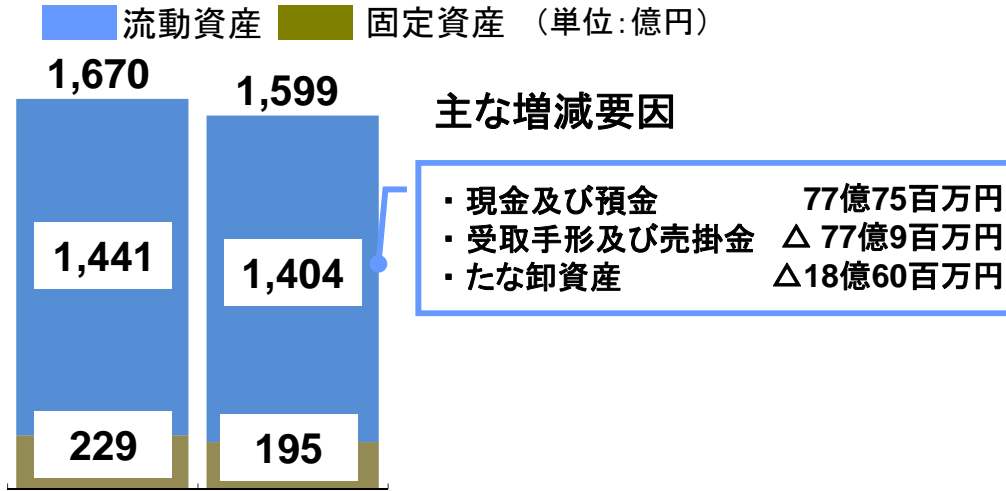 流動資産 固定資産 (単位:億円)
1,670
1,599
主な増減要因
・現金及び預金 77億75百万円
・受取手形及び売掛金 △ 77億9百万円
・たな卸資産 △18億60百万円
1,441
1,404
229
195